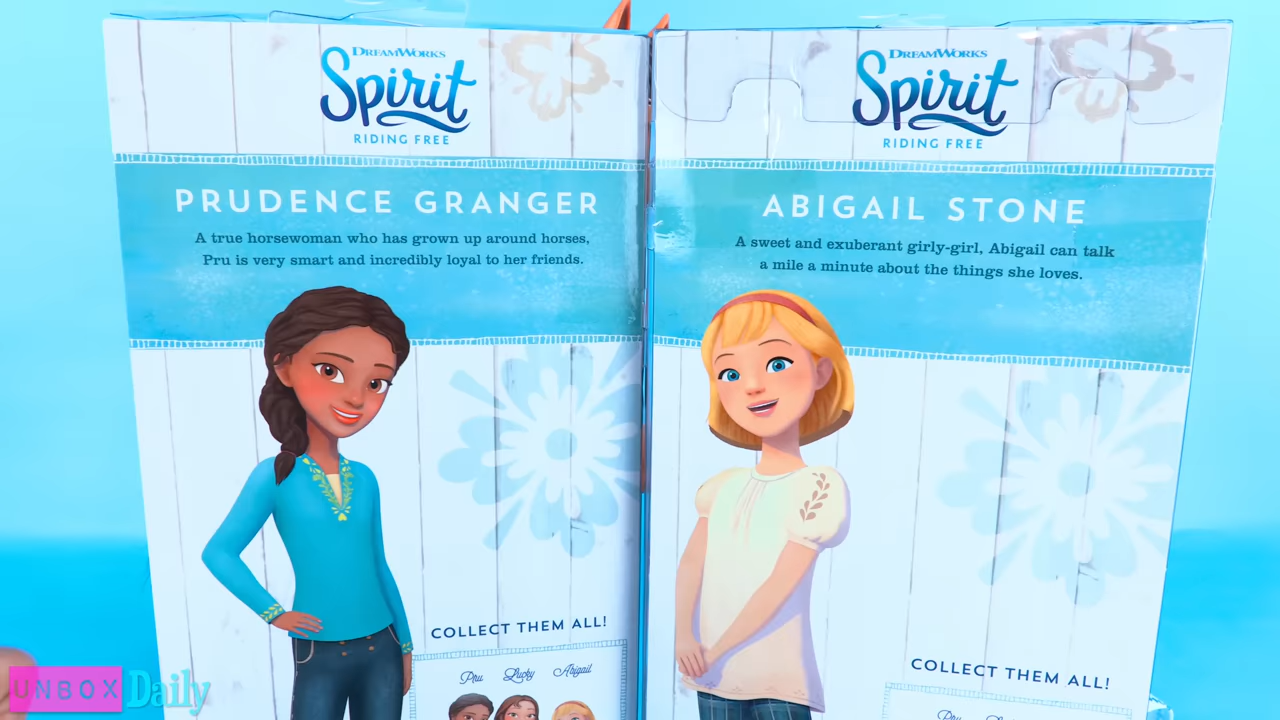 DREAMWORKS
Spirit
RIDING FREE
PRUDENCE GRANGER
A true horsewoman who has grown up around horses,
Pru is very smart and incredibly loyal to her friends.
COLLECT THEM ALL!
Pru Lucky Abigail
DREAMWORKS
Spirit
RIDING FREE
ABIGAIL STONE
A sweet and exuberant girly-girl, Abigail can talk
a mile a minute about the things she loves.
COLLECT THEM ALL!
Pru
UNBOX Daily